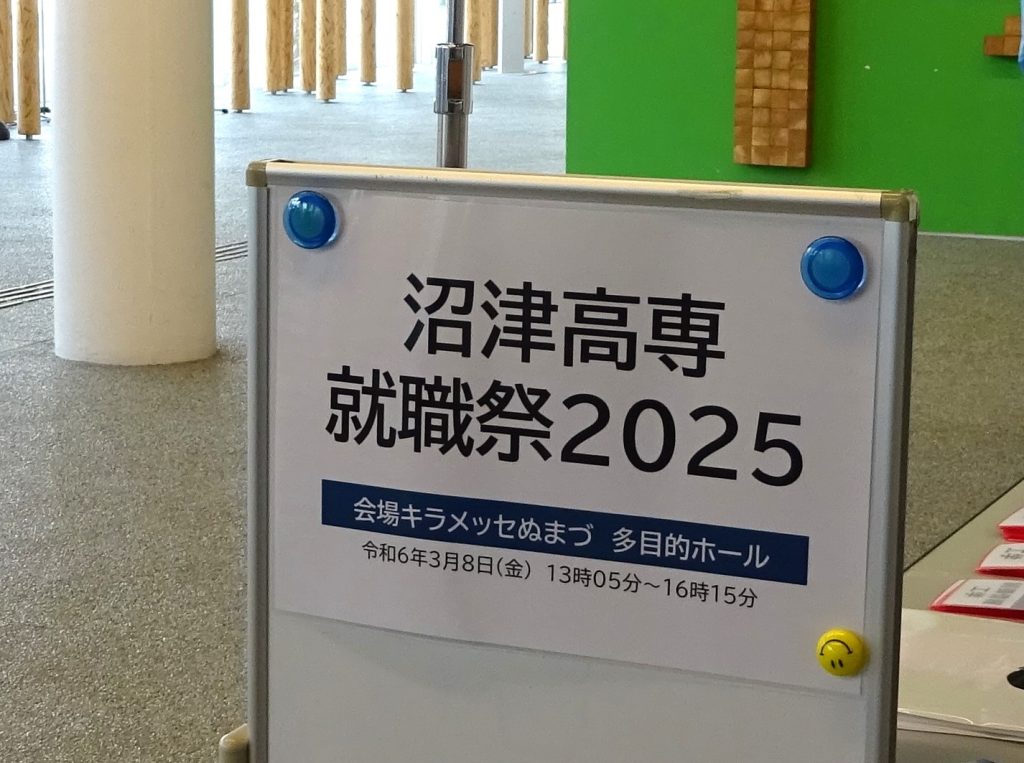 沼津高専
就職祭2025
会場キラメッセぬまづ 多目的ホール
令和6年3月8日(金) 13時05分～16時15分